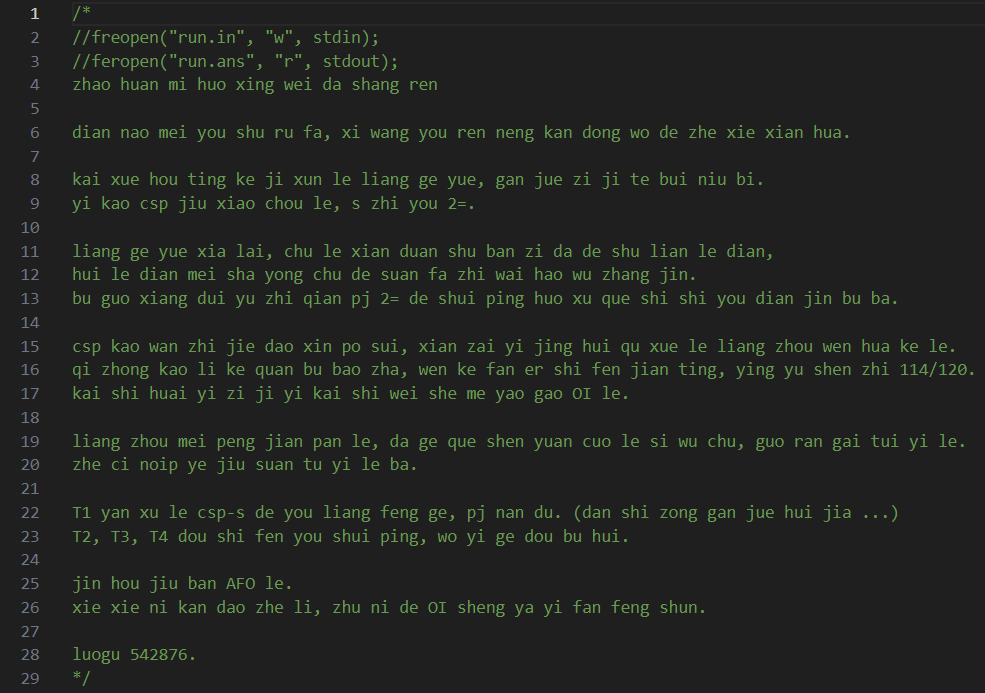 1 /*
2 //freopen("run.in", "w", stdin);
3 //feropen("run.ans", "r", stdout);
4 zhao huan mi huo xing wei da shang ren
5
6 dian nao mei you shu ru fa, xi wang you ren neng kan dong wo de zhe xie xian hua.
7
8 kai xue hou ting ke ji xun le liang ge yue, gan jue zi ji te bui niu bi.
9 yi kao csp jiu xiao chou le, s zhi you 2=.
10
11 liang ge yue xia lai, chu le xian duan shu ban zi da de shu lian le dian,
12 hui le dian mei sha yong chu de suan fa zhi wai hao wu zhang jin.
13 bu guo xiang dui yu zhi qian pj 2= de shui ping huo xu que shi shi you dian jin bu ba.
14
15 csp kao wan zhi jie dao xin po sui, xian zai yi jing hui qu xue le liang zhou wen hua ke le.
16 qi zhong kao li ke quan bu bao zha, wen ke fan er shi fen jian ting, ying yu shen zhi 114/120.
17 kai shi huai yi zi ji yi kai shi wei she me yao gao OI le.
18
19 liang zhou mei peng jian pan le, da ge que shen yuan cuo le si wu chu, guo ran gai tui yi le.
20 zhe ci noip ye jiu suan tu yi le ba.
21
22 T1 yan xu le csp-s de you liang feng ge, pj nan du. (dan shi zong gan jue hui jia ...)
23 T2, T3, T4 dou shi fen you shui ping, wo yi ge dou bu hui.
24
25 jin hou jiu ban AFO le.
26 xie xie ni kan dao zhe li, zhu ni de OI sheng ya yi fan feng shun.
27
28 luogu 542876.
29 */